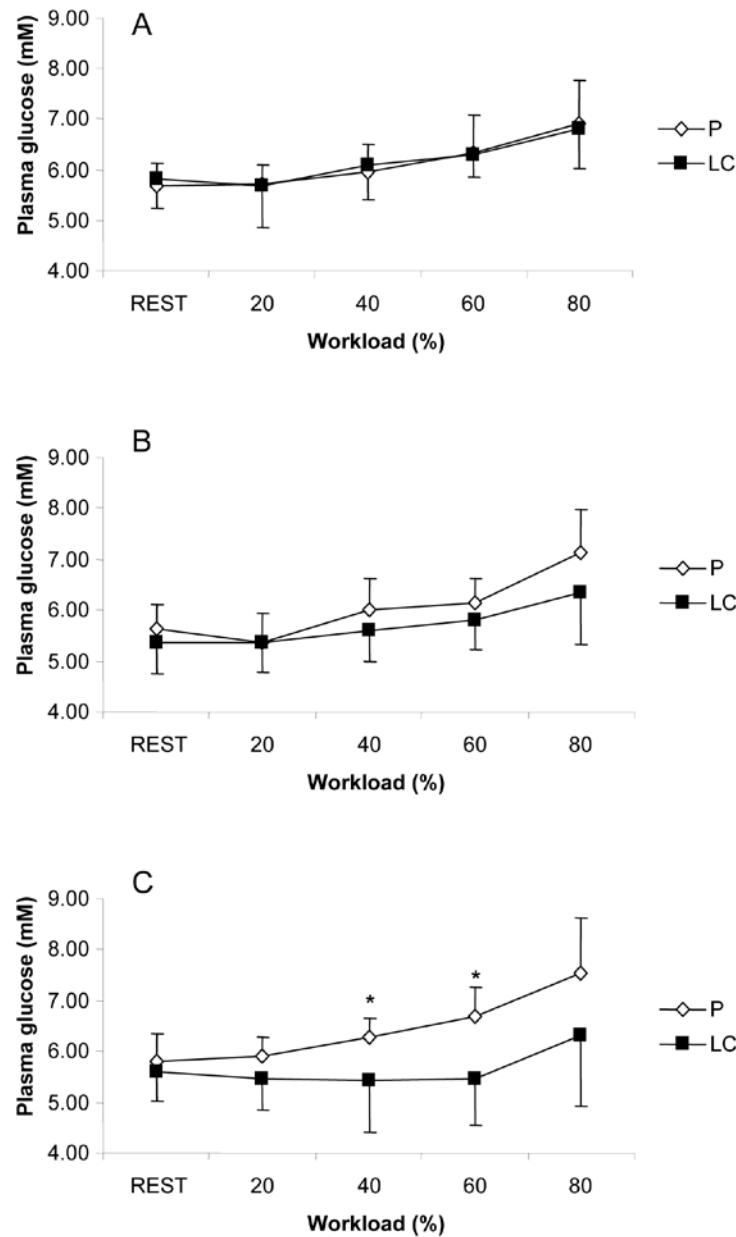 A
Plasma glucose (mM)
9.00
8.00
7.00
6.00
5.00
4.00
REST 20 40 60 80
Workload (%)
P
LC
B
Plasma glucose (mM)
9.00
8.00
7.00
6.00
5.00
4.00
REST 20 40 60 80
Workload (%)
P
LC
C
Plasma glucose (mM)
9.00
8.00
7.00
6.00
5.00
4.00
* *
REST 20 40 60 80
Workload (%)
P
LC